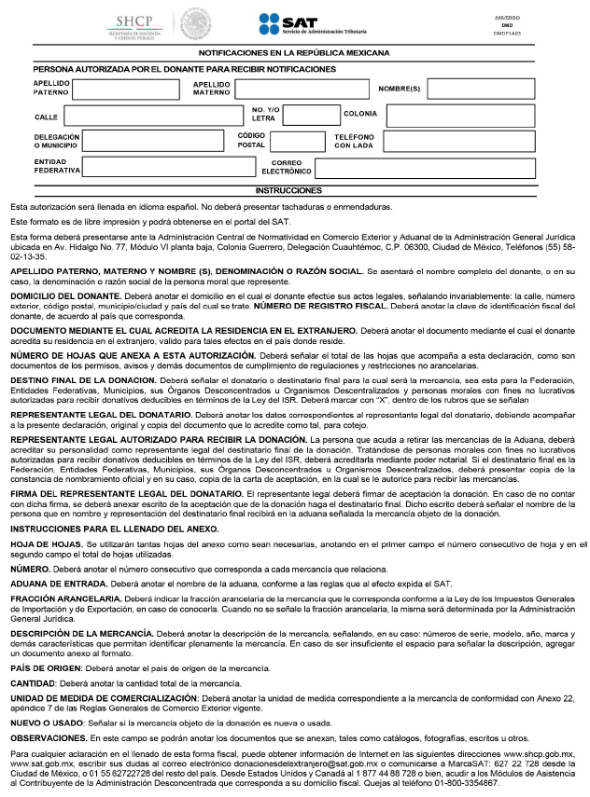 SHCP
SECRETARÍA DE HACIENDA
Y CRÉDITO PÚBLICO
SAT
Servicio de Administración Tributaria
ANVERSO
NOTIFICACIONES EN LA REPÚBLICA MEXICANA
PERSONA AUTORIZADA POR EL DONANTE PARA RECIBIR NOTIFICACIONES
APELLIDO
PATERNO
APELLIDO
MATERNO
NOMBRE(S)
CALLE
NO. Y/O
LETRA
COLONIA
DELEGACIÓN
O MUNICIPIO
CÓDIGO
POSTAL
TELÉFONO
CON LADA
ENTIDAD
FEDERATIVA
CORREO
ELECTRÓNICO
INSTRUCCIONES
Esta autorización será llenada en idioma español. No deberá presentar tachaduras o enmendaduras.
Este formato es de libre impresión y podrá obtenerse en el portal del SAT.
Esta forma deberá presentarse ante la Administración Central de Normatividad en Comercio Exterior y Aduanal de la Administración General Jurídica
ubicada en Av. Hidalgo No. 77, Módulo VI planta baja, Colonia Guerrero, Delegación Cuauhtémoc, C.P. 06300, Ciudad de México, Teléfonos (55) 58-
02-13-35.
APELLIDO PATERNO, MATERNO Y NOMBRE (S), DENOMINACIÓN O RAZÓN SOCIAL. Se asentará el nombre completo del donante, o en su
caso, la denominación o razón social de la persona moral que represente.
DOMICILIO DEL DONANTE. Deberá anotar el domicilio en el cual el donante efectúe sus actos legales, señalando invariablemente: la calle, número
exterior, código postal, municipio/ciudad y país del cual se trate. NÚMERO DE REGISTRO FISCAL. Deberá anotar la clave de identificación fiscal del
donante, de acuerdo al país que corresponda.
DOCUMENTO MEDIANTE EL CUAL ACREDITA LA RESIDENCIA EN EL EXTRANJERO. Deberá anotar el documento mediante el cual el donante
acredita su residencia en el extranjero, valido para tales efectos en el país donde reside.
NÚMERO DE HOJAS QUE ANEXA A ESTA AUTORIZACIÓN. Deberá señalar el total de las hojas que acompaña a esta declaración, como son
documentos de los permisos, avisos y demás documentos de cumplimiento de regulaciones y restricciones no arancelarias.
DESTINO FINAL DE LA DONACION. Deberá señalar el donatario o destinatario final para la cual será la mercancía, sea esta para la Federación,
Entidades Federativas, Municipios, sus Órganos Desconcentrados u Organismos Descentralizados y personas morales con fines no lucrativos
autorizadas para recibir donativos deducibles en términos de la Ley del ISR. Deberá marcar con "X", dentro de los rubros que se señalan
REPRESENTANTE LEGAL DEL DONATARIO. Deberá anotar los datos correspondientes al representante legal del donatario, debiendo acompañar
a la presente declaración, original y copia del documento que lo acredite como tal, para cotejo.
REPRESENTANTE LEGAL AUTORIZADO PARA RECIBIR LA DONACIÓN. La persona que acuda a retirar las mercancías de la Aduana, deberá
acreditar su personalidad como representante legal del destinatario final de la donación. Tratándose de personas morales con fines no lucrativos
autorizadas para recibir donativos deducibles en términos de la Ley del ISR, deberá acreditarla mediante poder notarial. Si el destinatario final es la
Federación, Entidades Federativas, Municipios, sus Órganos Desconcentrados u Organismos Descentralizados, deberá presentar copia de la
constancia de nombramiento oficial y en su caso, copia de la carta de aceptación, en la cual se le autorice para recibir las mercancías.
FIRMA DEL REPRESENTANTE LEGAL DEL DONATARIO. El representante legal deberá firmar de aceptación la donación. En caso de no contar
con dicha firma, se deberá anexar escrito de la aceptación que de la donación haga el destinatario final. Dicho escrito deberá señalar el nombre de la
persona que en nombre y representación del destinatario final recibirá en la aduana señalada la mercancía objeto de la donación.
INSTRUCCIONES PARA EL LLENADO DEL ANEXO.
HOJA DE HOJAS. Se utilizarán tantas hojas del anexo como sean necesarias, anotando en el primer campo el número consecutivo de hoja y en el
segundo campo el total de hojas utilizadas.
NÚMERO. Deberá anotar el número consecutivo que corresponda a cada mercancía que relaciona.
ADUANA DE ENTRADA. Deberá anotar el nombre de la aduana, conforme a las reglas que al efecto expida el SAT.
FRACCIÓN ARANCELARIA. Deberá indicar la fracción arancelaria de la mercancía que le corresponda conforme a la Ley de los Impuestos Generales
de Importación y de Exportación, en caso de conocerla. Cuando no se señale la fracción arancelaria, la misma será determinada por la Administración
General Jurídica.
DESCRIPCIÓN DE LA MERCANCÍA. Deberá anotar la descripción de la mercancía, señalando, en su caso: números de serie, modelo, año, marca y
demás características que permitan identificar plenamente la mercancía. En caso de ser insuficiente el espacio para señalar la descripción, agregar
un documento anexo al formato.
PAÍS DE ORIGEN: Deberá anotar el país de origen de la mercancía.
CANTIDAD: Deberá anotar la cantidad total de la mercancía.
UNIDAD DE MEDIDA DE COMERCIALIZACIÓN: Deberá anotar la unidad de medida correspondiente a la mercancía de conformidad con Anexo 22,
apéndice 7 de las Reglas Generales de Comercio Exterior vigente.
NUEVO O USADO: Señalar si la mercancía objeto de la donación es nueva o usada.
OBSERVACIONES. En este campo se podrán anotar los documentos que se anexan, tales como catálogos, fotografías, escritos u otros.
Para cualquier aclaración en el llenado de esta forma fiscal, puede obtener información de Internet en las siguientes direcciones www.shcp.gob.mx,
www.sat.gob.mx, escribir sus dudas al correo electrónico donacionesdelextranjero@sat.gob.mx o comunicarse a MarcaSAT: 627 22 728 desde la
Ciudad de México, o 01 55 62722728 del resto del país. Desde Estados Unidos y Canadá al 1 877 44 88 728 o bien, acudir a los Módulos de Asistencia
al Contribuyente de la Administración Desconcentrada que corresponda a su domicilio fiscal. Quejas al teléfono 01-800-3354867.